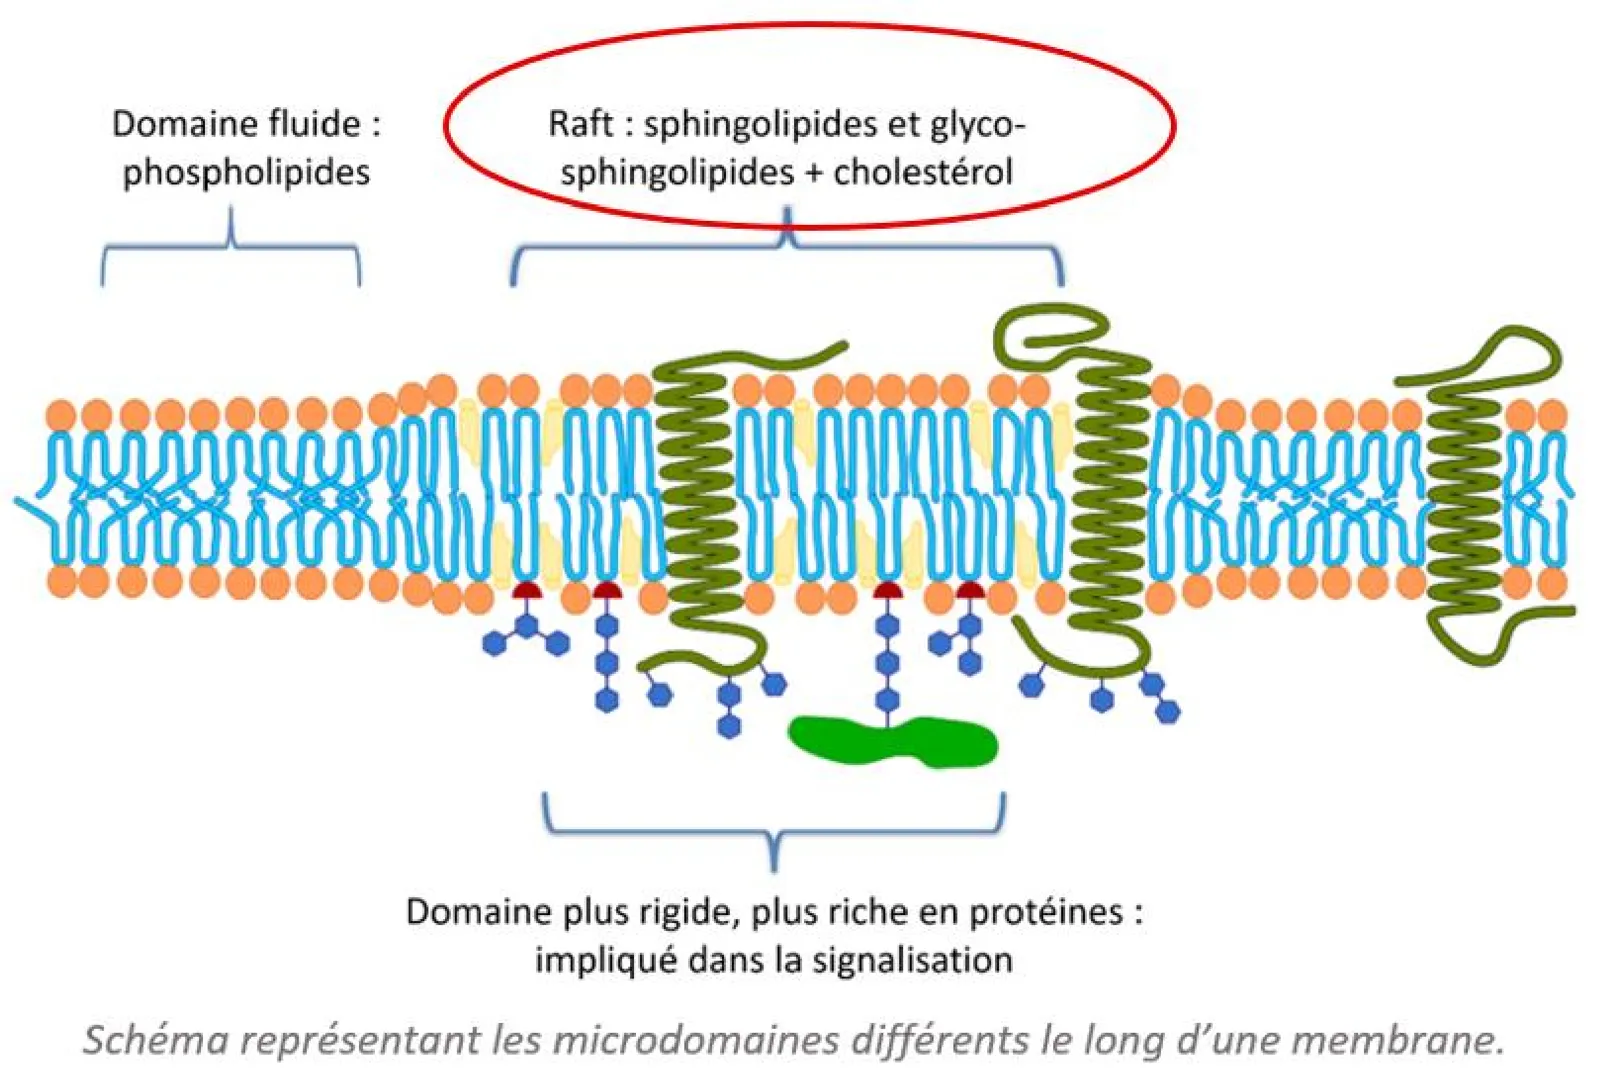 Domaine fluide :
phospholipides
Raft : sphingolipides et glyco-
sphingolipides + cholestérol
Domaine plus rigide, plus riche en protéines :
impliqué dans la signalisation
Schéma représentant les microdomaines différents le long d’une membrane.